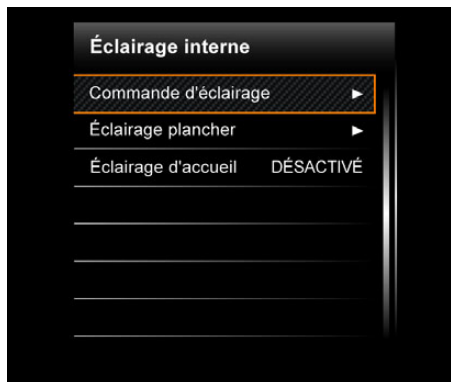 Éclairage interne
Commande d'éclairage
Éclairage plancher
Éclairage d'accueil DÉSACTIVÉ